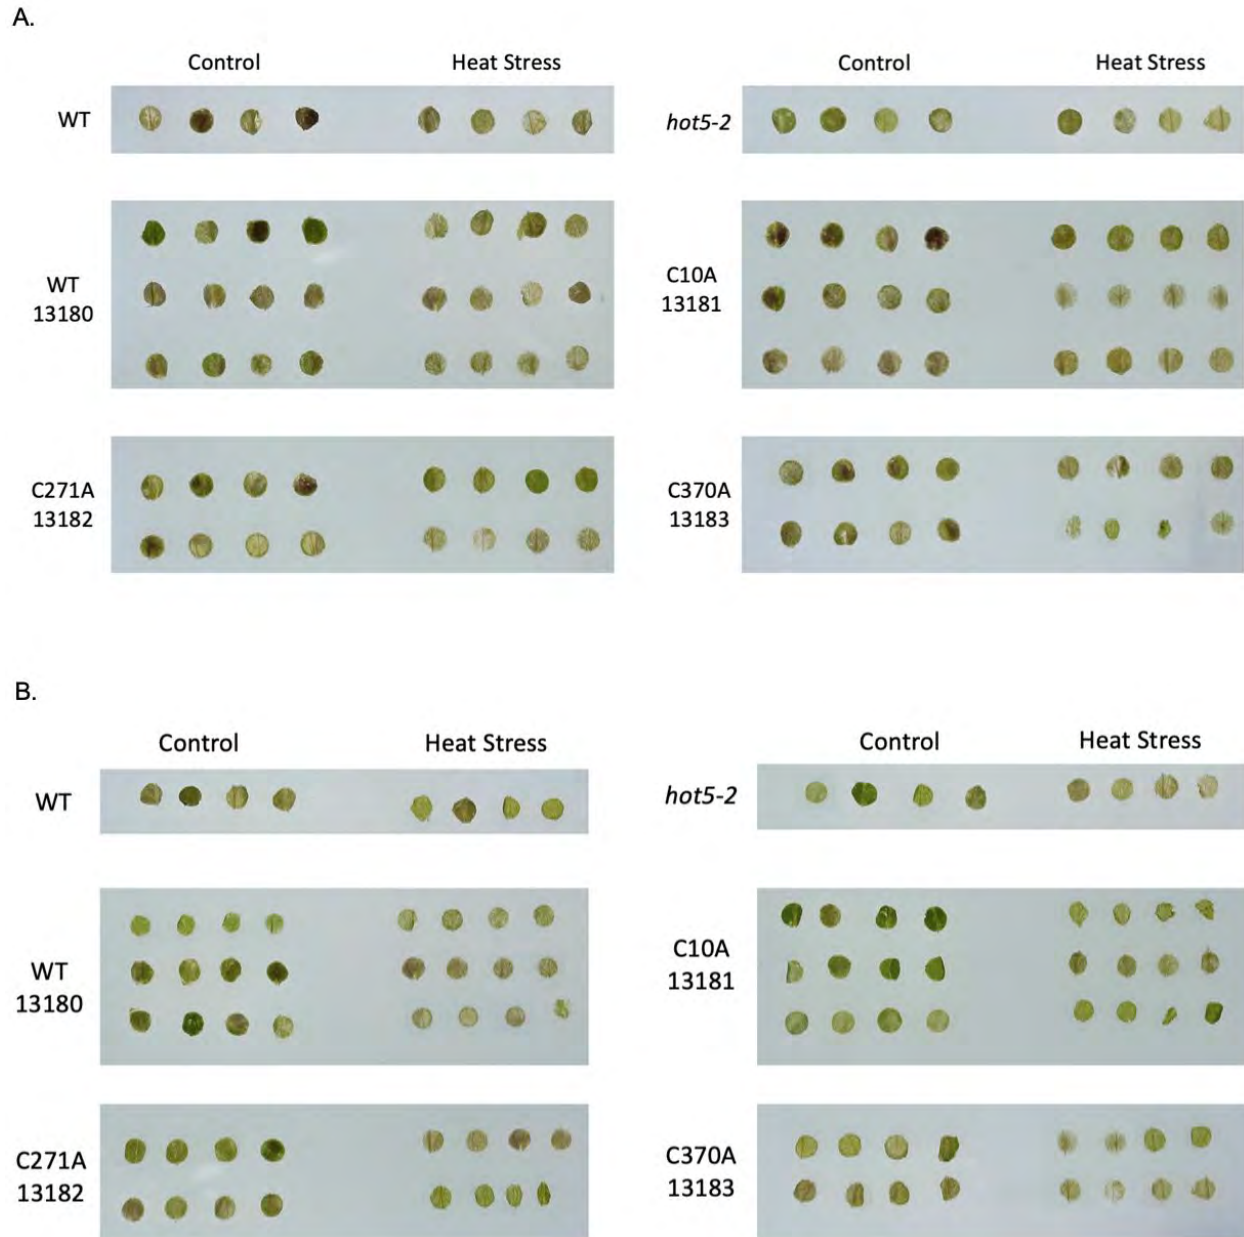 A.
Control Heat Stress Control Heat Stress
WT hot5-2
WT
13180
C10A
13181
C271A
13182
C370A
13183
B.
Control Heat Stress Control Heat Stress
WT hot5-2
WT
13180
C10A
13181
C271A
13182
C370A
13183